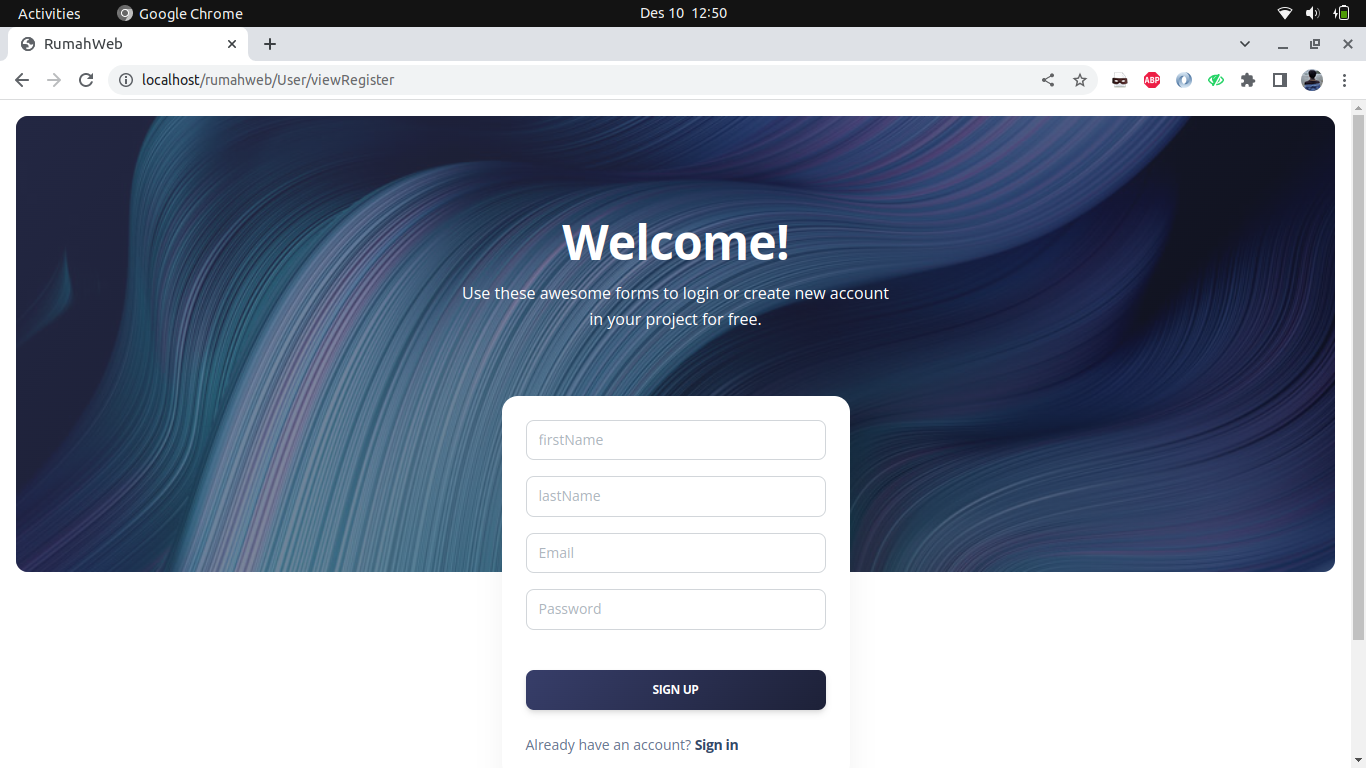 Activities
Google Chrome
Des 10 12:50
RumahWeb
localhost/rumahweb/User/viewRegister
ABP
Welcome!
Use these awesome forms to login or create new account
in your project for free.
firstName
lastName
Email
Password
SIGN UP
Already have an account? Sign in